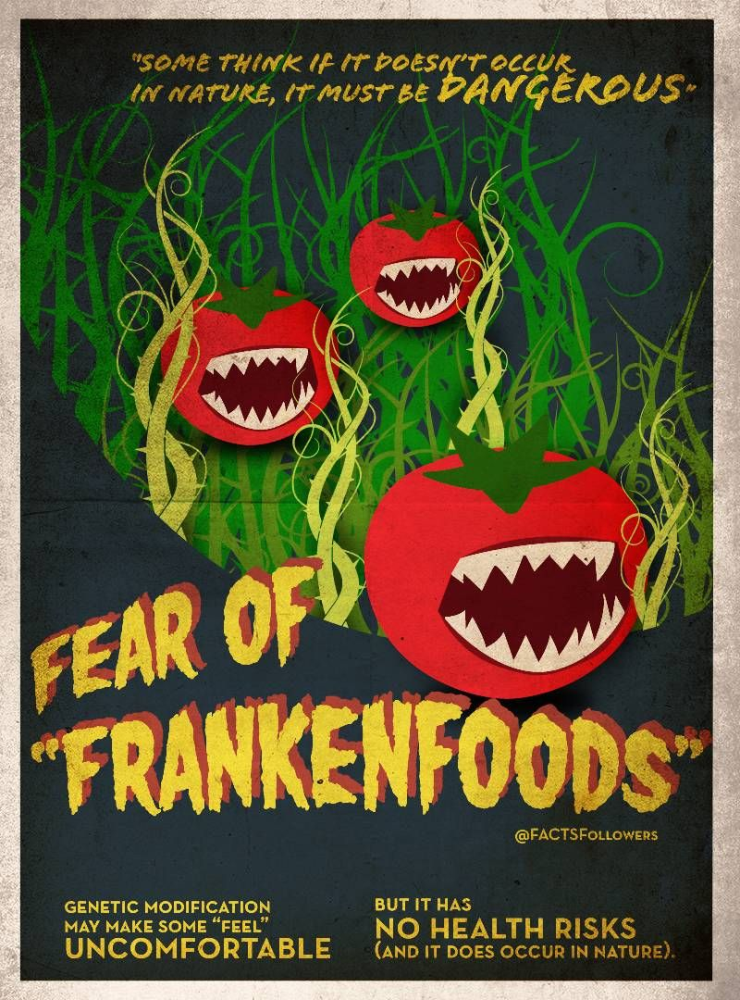 "SOME THINK IF IT DOESN'T OCCUR
IN NATURE, IT MUST BE DANGEROUS"
FEAR OF
"FRANKENFOODS"
@FACTSFOLLOWERS
GENETIC MODIFICATION
MAY MAKE SOME "FEEL"
UNCOMFORTABLE
BUT IT HAS
NO HEALTH RISKS
(AND IT DOES OCCUR IN NATURE).